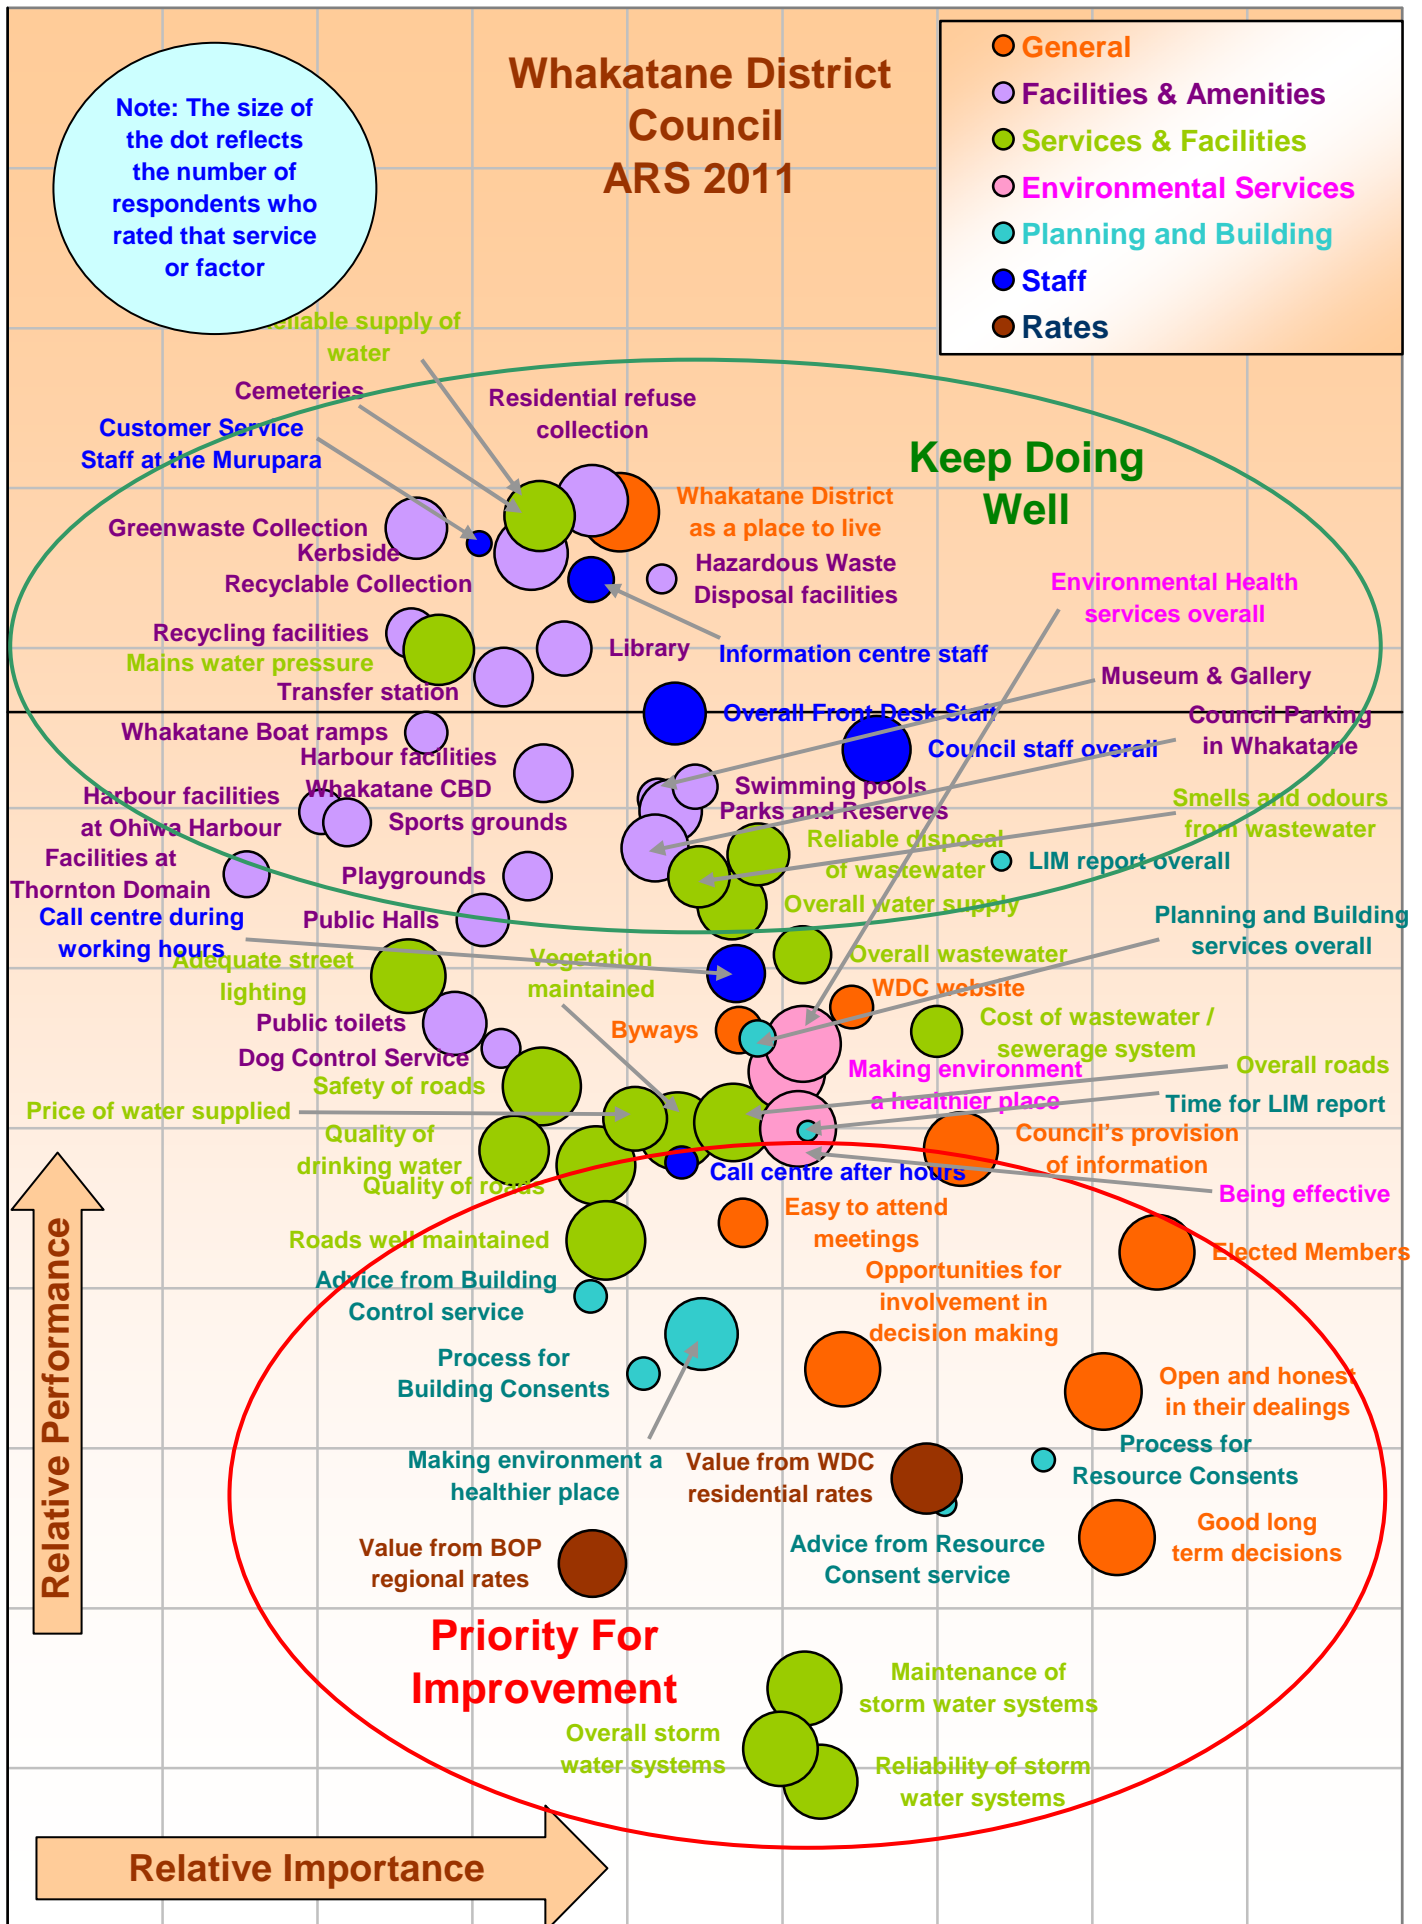 Whakatane District
Council
ARS 2011
Note: The size of
the dot reflects
the number of
respondents who
rated that service
or factor
General
Facilities & Amenities
Services & Facilities
Environmental Services
Planning and Building
Staff
Rates
Reliable supply of
water
Cemeteries
Residential refuse
collection
Customer Service
Staff at the Murupara
Keep Doing
Well
Whakatane District
as a place to live
Greenwaste Collection
Kerbside
Recyclable Collection
Hazardous Waste
Disposal facilities
Environmental Health
services overall
Recycling facilities
Mains water pressure
Library
Information centre staff
Transfer station
Museum & Gallery
Overall Front Desk Staff
Council Parking
in Whakatane
Whakatane Boat ramps
Council staff overall
Harbour facilities
Whakatane CBD
Swimming pools
Harbour facilities
at Ohiwa Harbour
Parks and Reserves
Smells and odours
from wastewater
Sports grounds
Reliable disposal
of wastewater
LIM report overall
Facilities at
Thornton Domain
Playgrounds
Overall water supply
Call centre during
working hours
Public Halls
Planning and Building
services overall
Adequate street
lighting
Vegetation
maintained
Overall wastewater
WDC website
Public toilets
Byways
Cost of wastewater /
sewerage system
Dog Control Service
Making environment
a healthier place
Overall roads
Safety of roads
Price of water supplied
Time for LIM report
Quality of
drinking water
Council's provision
of information
Quality of roads
Call centre after hours
Being effective
Easy to attend
meetings
Roads well maintained
Elected Members
Advice from Building
Control service
Opportunities for
involvement in
decision making
Process for
Building Consents
Open and honest
in their dealings
Making environment a
healthier place
Value from WDC
residential rates
Process for
Resource Consents
Value from BOP
regional rates
Advice from Resource
Consent service
Good long
term decisions
Priority For
Improvement
Maintenance of
storm water systems
Overall storm
water systems
Reliability of storm
water systems
Relative Performance
Relative Importance